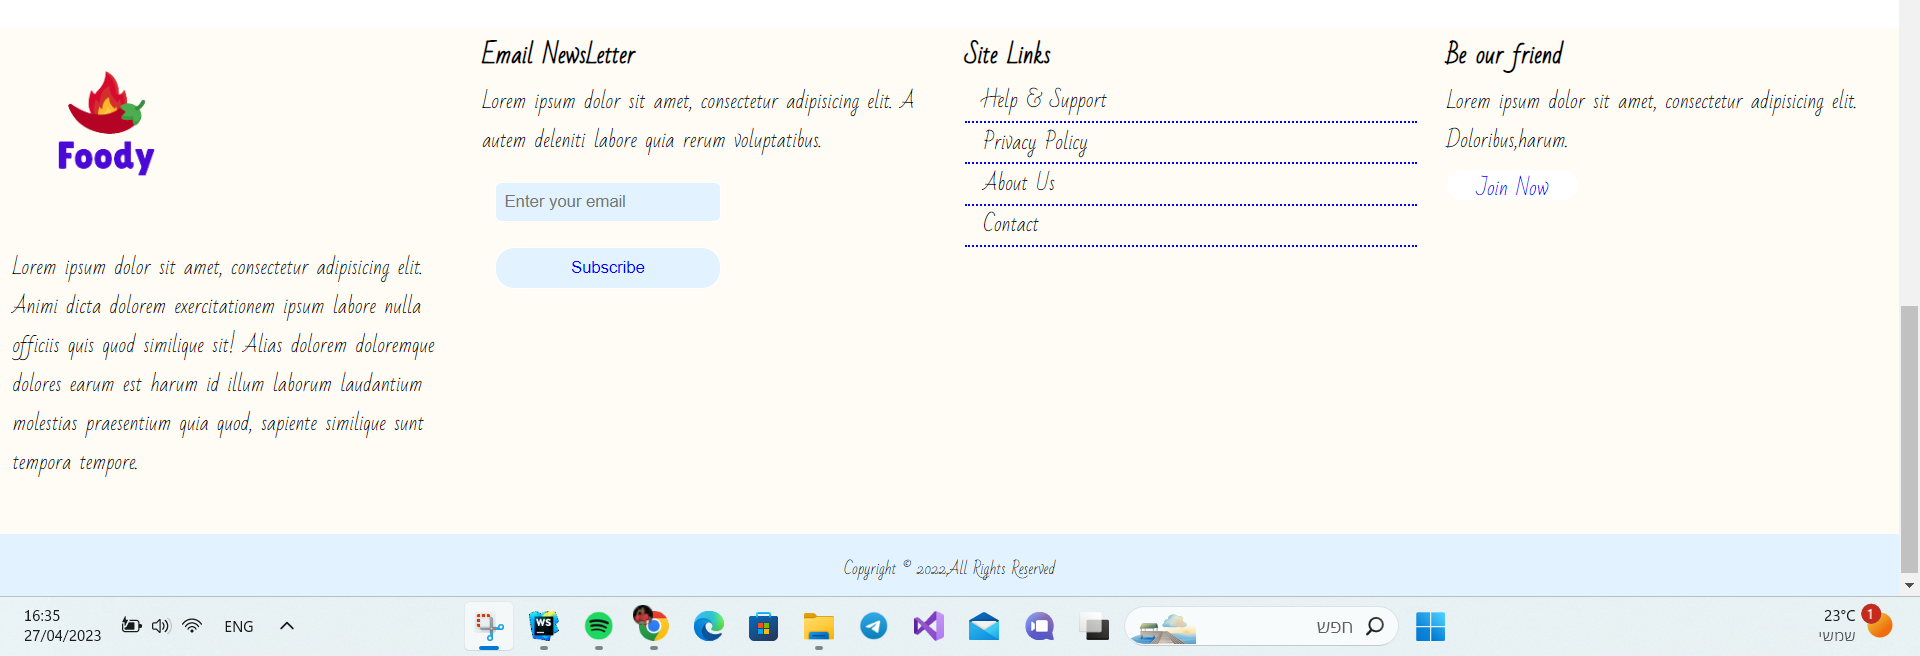 Foody
Lorem ipsum dolor sit amet, consectetur adipisicing elit.
Animi dicta dolorem exercitationem ipsum labore nulla
officiis quis quod similique sit! Alias dolorem doloremque
dolores earum est harum id illum laborum laudantium
molestias praesentium quia quod, sapiente similique sunt
tempora tempore.
Email NewsLetter
Lorem ipsum dolor sit amet, consectetur adipisicing elit. A
autem deleniti labore quia rerum voluptatibus.
Enter your email
Subscribe
Site Links
Help & Support
Privacy Policy
About Us
Contact
Be our friend
Lorem ipsum dolor sit amet, consectetur adipisicing elit.
Doloribus,harum.
Join Now
Copyright © 2022,All Rights Reserved
16:35
27/04/2023
ENG
WS
חפש
23°C
שמשי
1